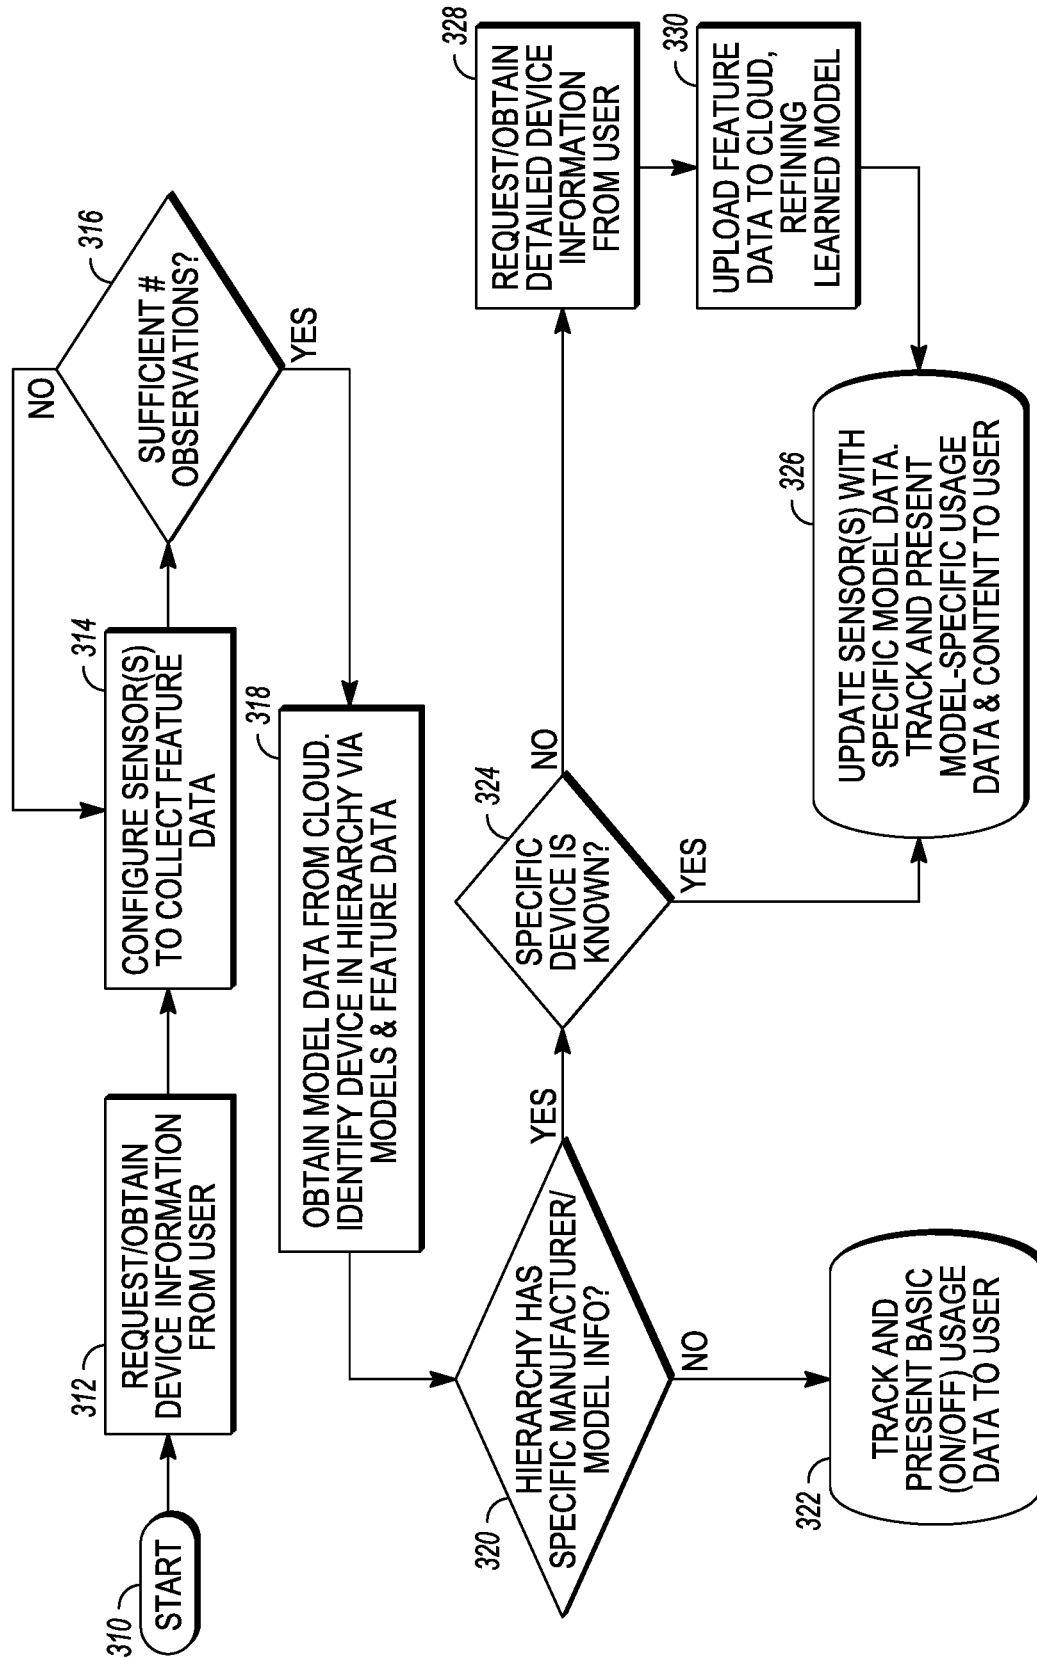 310
START
312
REQUEST/OBTAIN
DEVICE INFORMATION
FROM USER
314
CONFIGURE SENSOR(S)
TO COLLECT FEATURE
DATA
316
SUFFICIENT #
OBSERVATIONS?
NO
YES
318
OBTAIN MODEL DATA FROM CLOUD.
IDENTIFY DEVICE IN HIERARCHY VIA
MODELS & FEATURE DATA
320
HIERARCHY HAS
SPECIFIC MANUFACTURER/
MODEL INFO?
NO
YES
322
TRACK AND
PRESENT BASIC
(ON/OFF) USAGE
DATA TO USER
324
SPECIFIC
DEVICE IS
KNOWN?
NO
YES
326
UPDATE SENSOR(S) WITH
SPECIFIC MODEL DATA.
TRACK AND PRESENT
MODEL-SPECIFIC USAGE
DATA & CONTENT TO USER
328
REQUEST/OBTAIN
DETAILED DEVICE
INFORMATION
FROM USER
330
UPLOAD FEATURE
DATA TO CLOUD,
REFINING
LEARNED MODEL